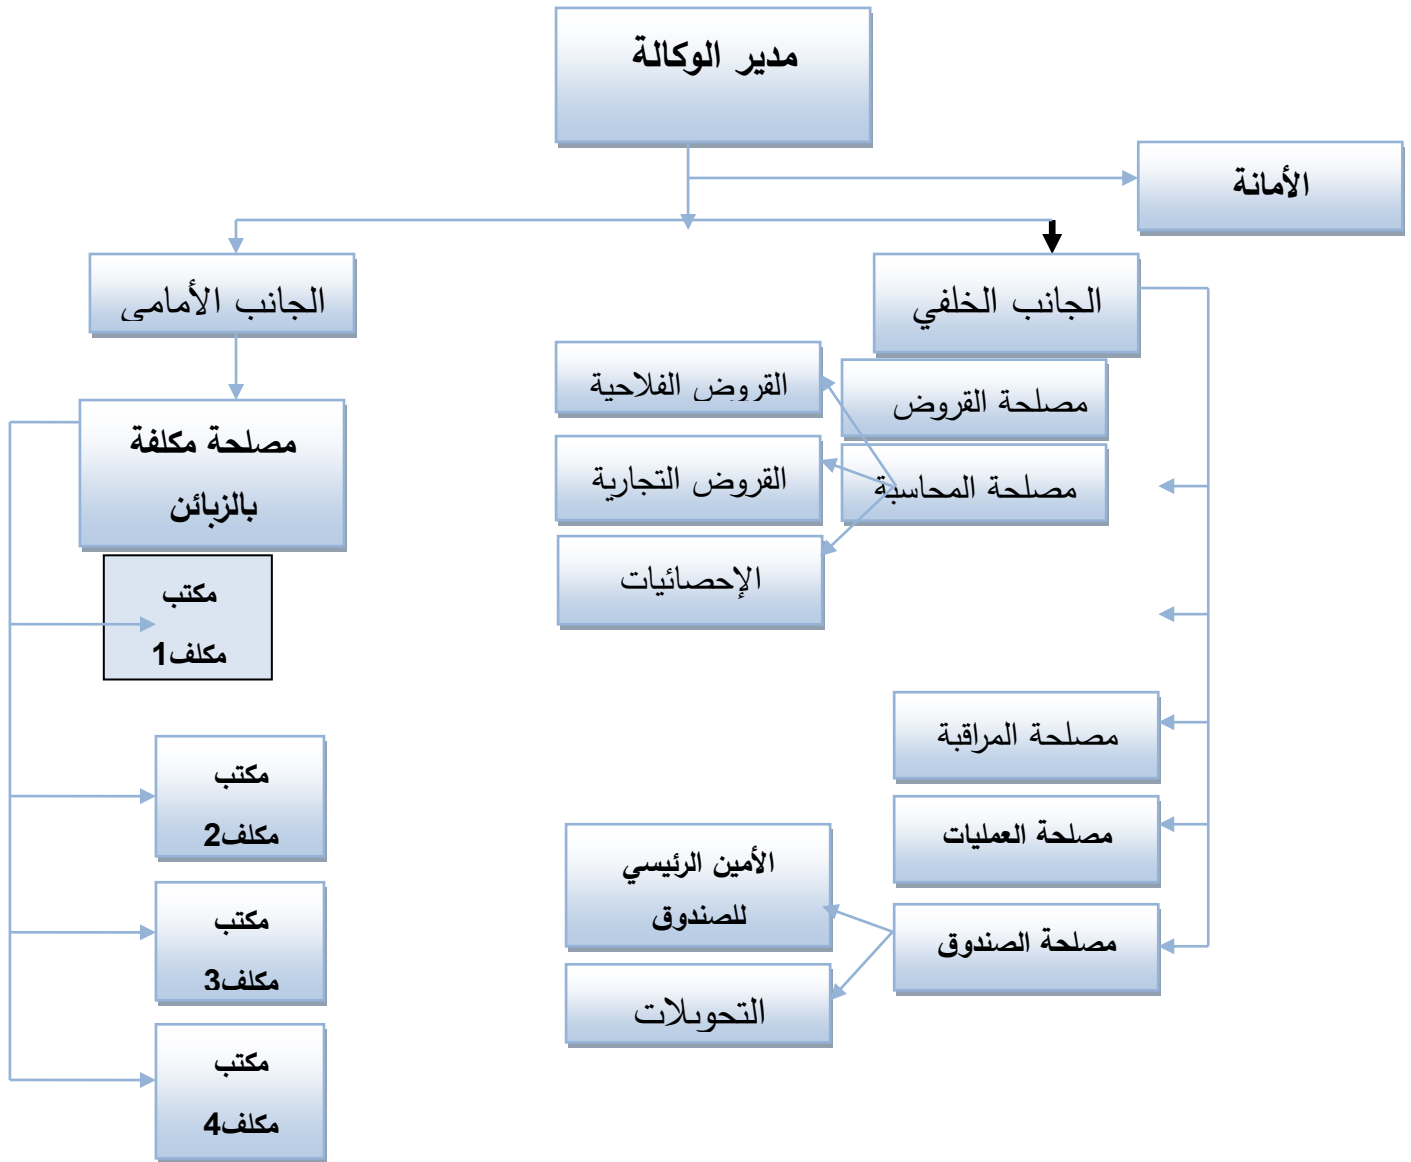 مدير الوكالة
الأمانة
الجانب الخلفي
الجانب الأمامي
مصلحة القروض
القروض الفلاحية
مصلحة مكلفة
بالزبائن
مصلحة المحاسبة
القروض التجارية
الإحصائيات
مكتب
مكلف1
مصلحة المراقبة
مكتب
مكلف2
مصلحة العمليات
الأمين الرئيسي
للصندوق
مصلحة الصندوق
مكتب
مكلف3
التحويلات
مكتب
مكلف4